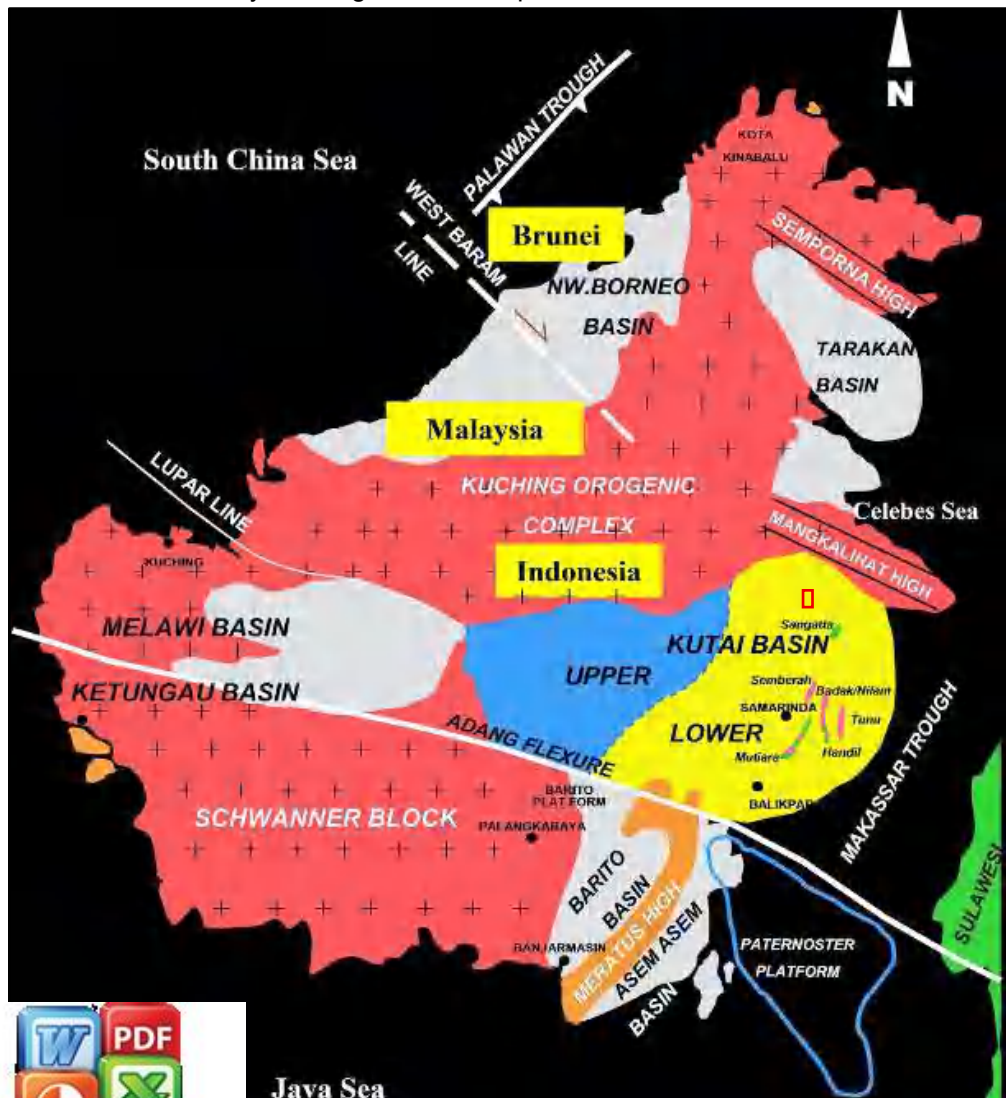 N
PALAWAN TROUGH
South China Sea
KOTA
KINABALU
WEST BARAM
LINE
Brunei
SEMPORNA HIGH
NW.BORNEO
BASIN
TARAKAN
BASIN
Malaysia
LUPAR LINE
KUCHING OROGENIC
COMPLEX
Celebes Sea
MANGKALIHAT HIGH
KUCHING
Indonesia
MELAWI BASIN
Sangatta
KUTAI BASIN
UPPER
KETUNGAU BASIN
Semberah
Badak/Nilam
SAMARINDA
Tunu
LOWER
ADANG FLEXURE
Mutiara
Handil
MAKASSAR TROUGH
BARITO
PLATFORM
BALIKPAP
SCHWANNER BLOCK
PALANGKARAYA
BARITO
BASIN
MERATUS HIGH
SULAWESI
BANJARMASIN
ASEM ASEM
BASIN
PATERNOSTER
PLATFORM
W
PDF
X
Java Sea